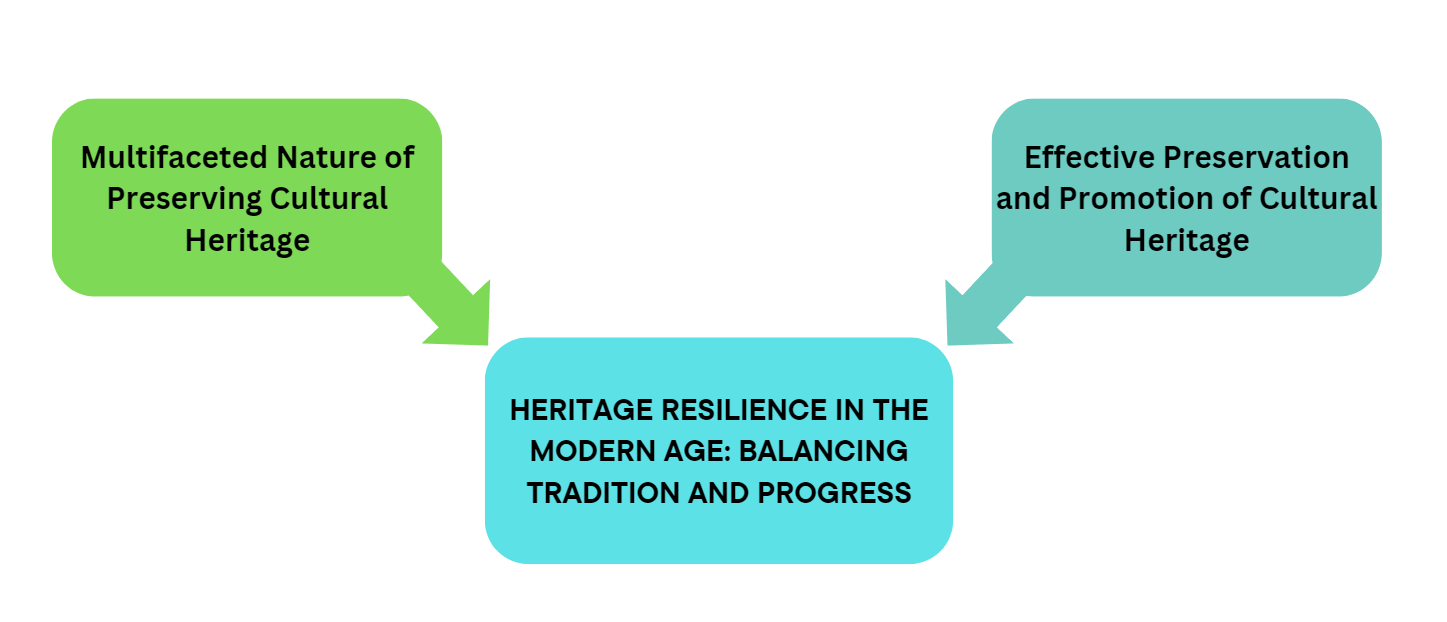 Multifaceted Nature of
Preserving Cultural
Heritage
Effective Preservation
and Promotion of Cultural
Heritage
HERITAGE RESILIENCE IN THE
MODERN AGE: BALANCING
TRADITION AND PROGRESS